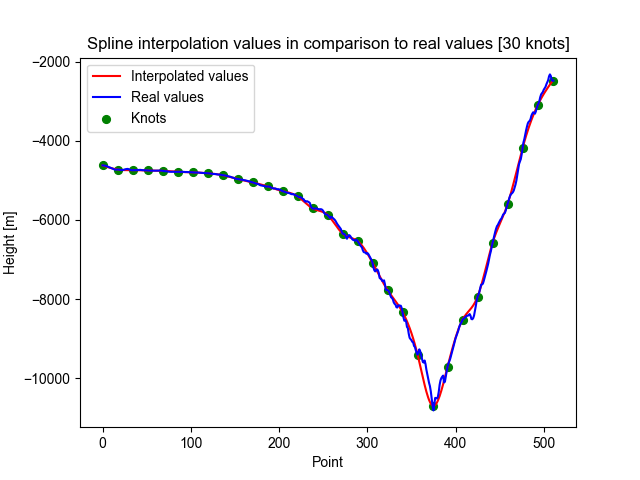 Spline interpolation values in comparison to real values [30 knots]
Interpolated values
Real values
Knots
Height [m]
−2000
−4000
−6000
−8000
−10000
0 100 200 300 400 500
Point